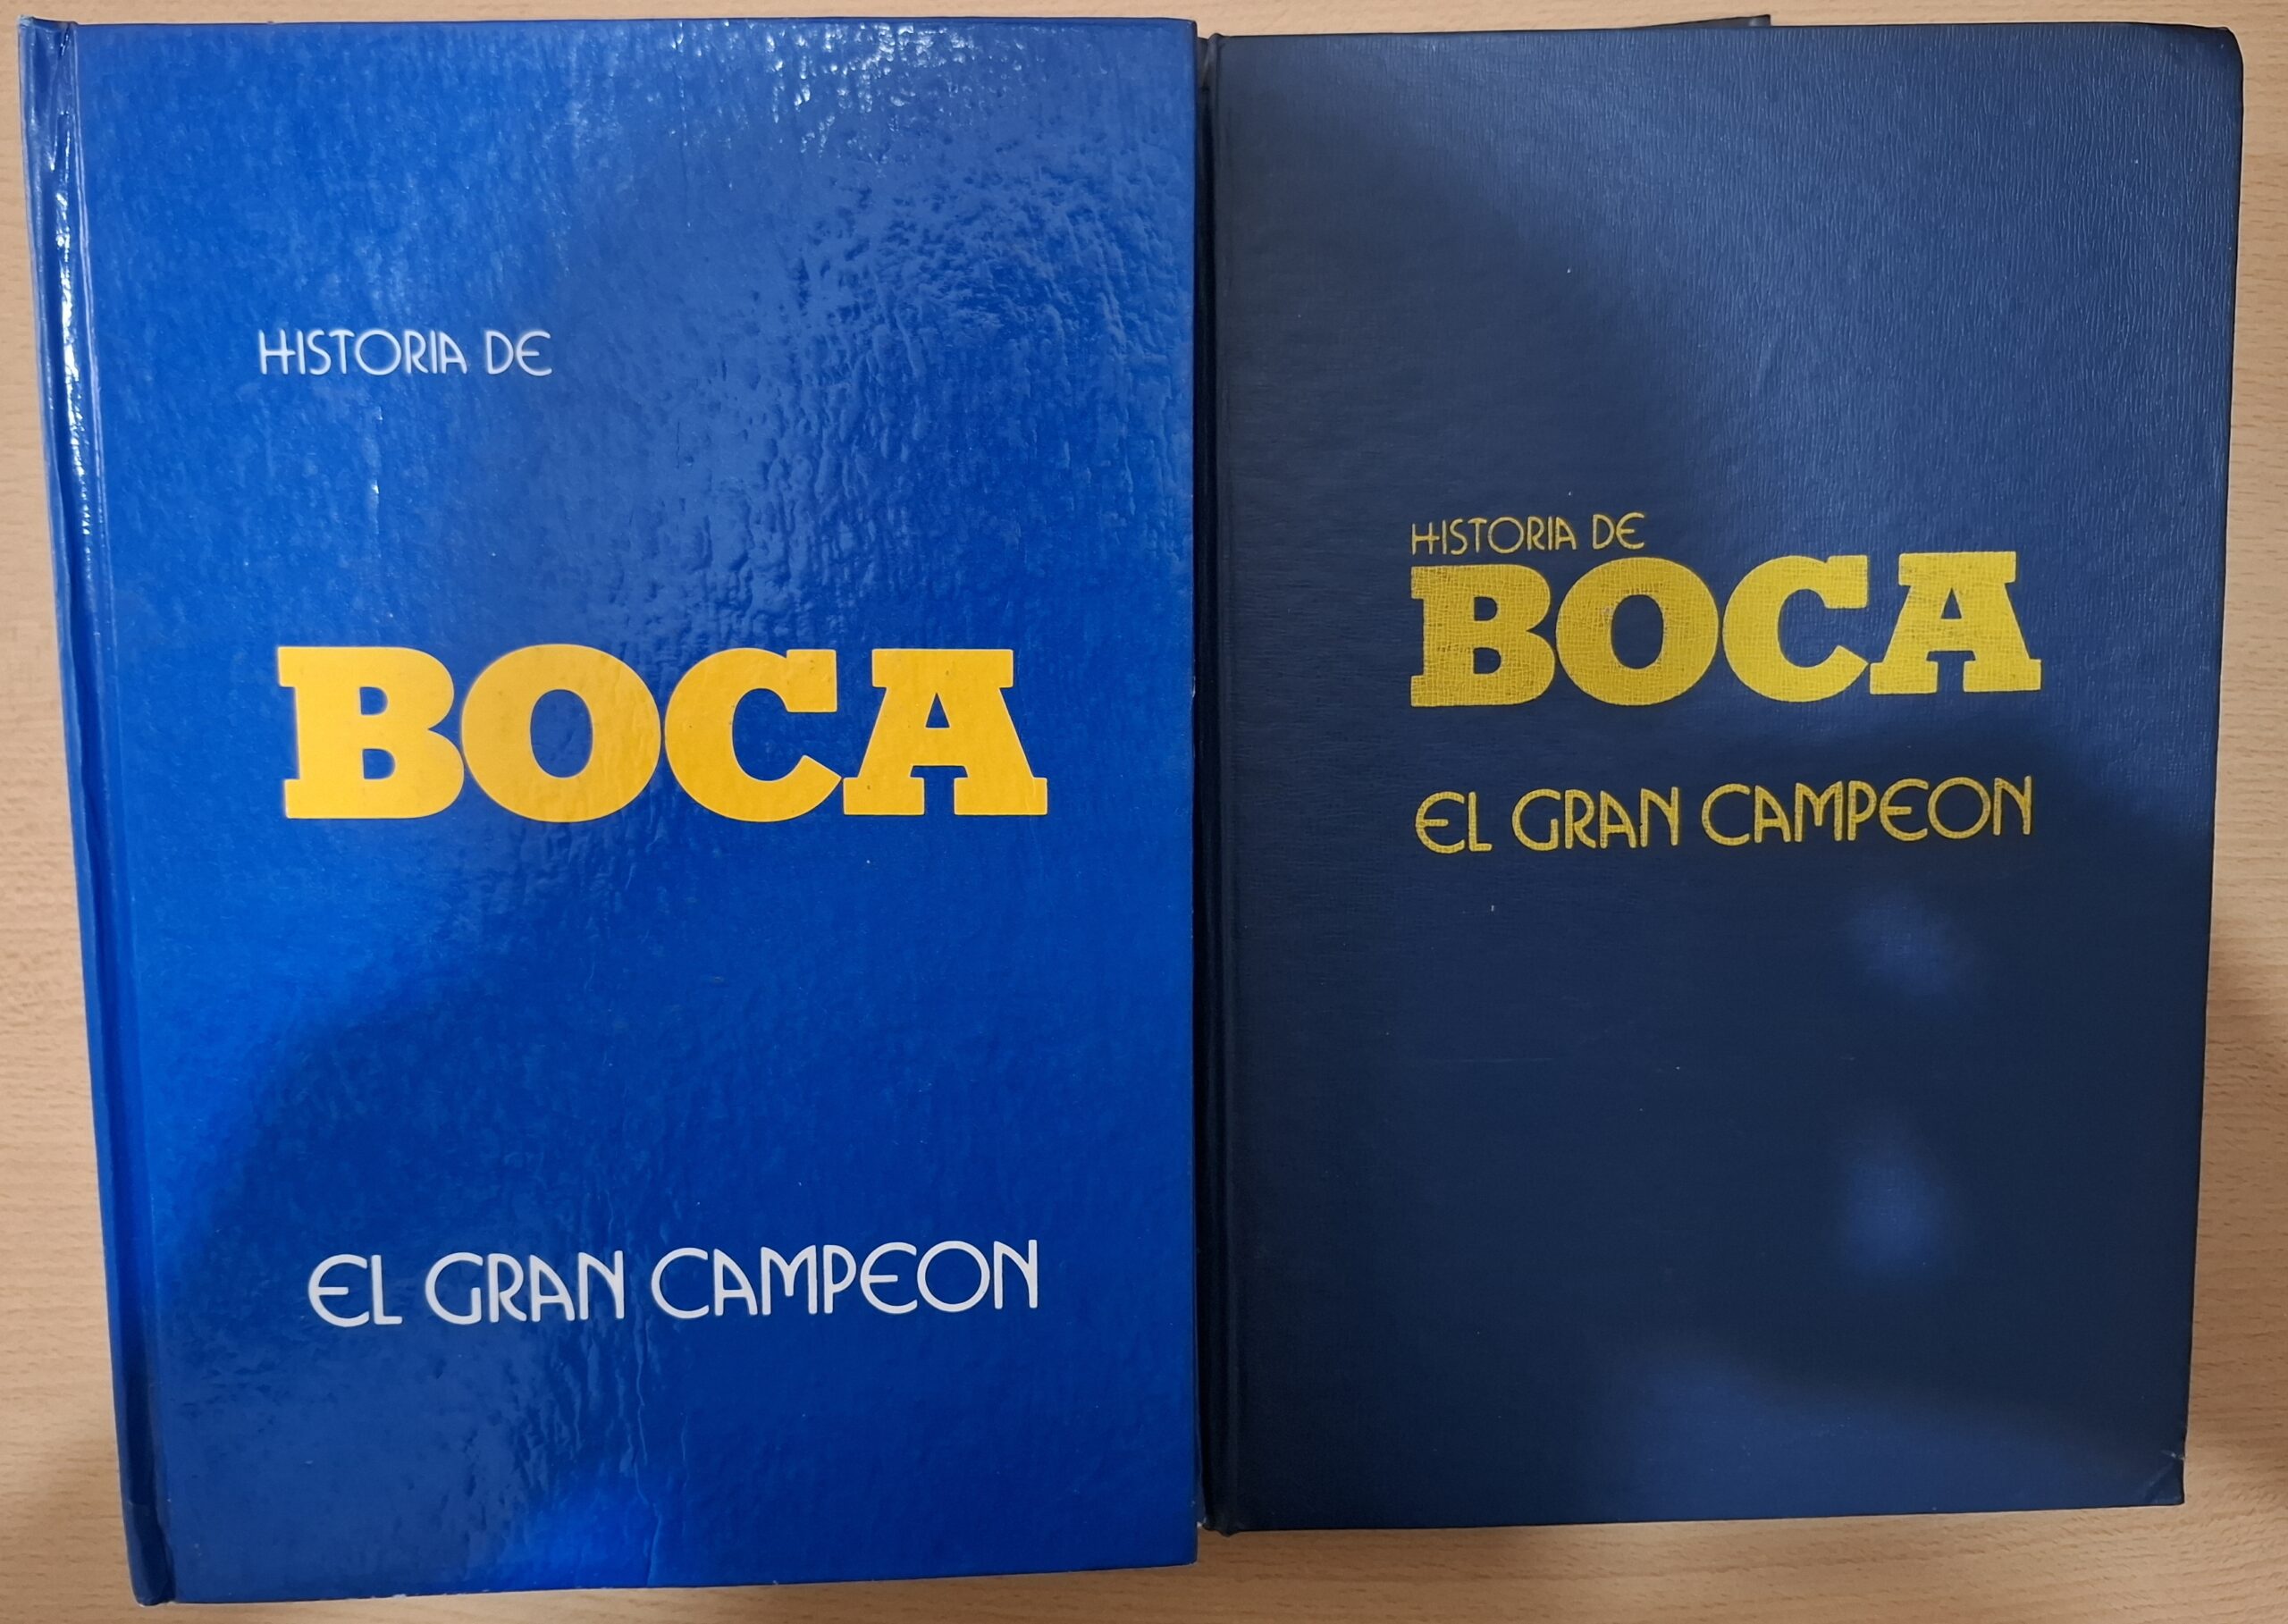 HISTORIA DE
BOCA
EL GRAN CAMPEON
HISTORIA DE
BOCA
EL GRAN CAMPEON